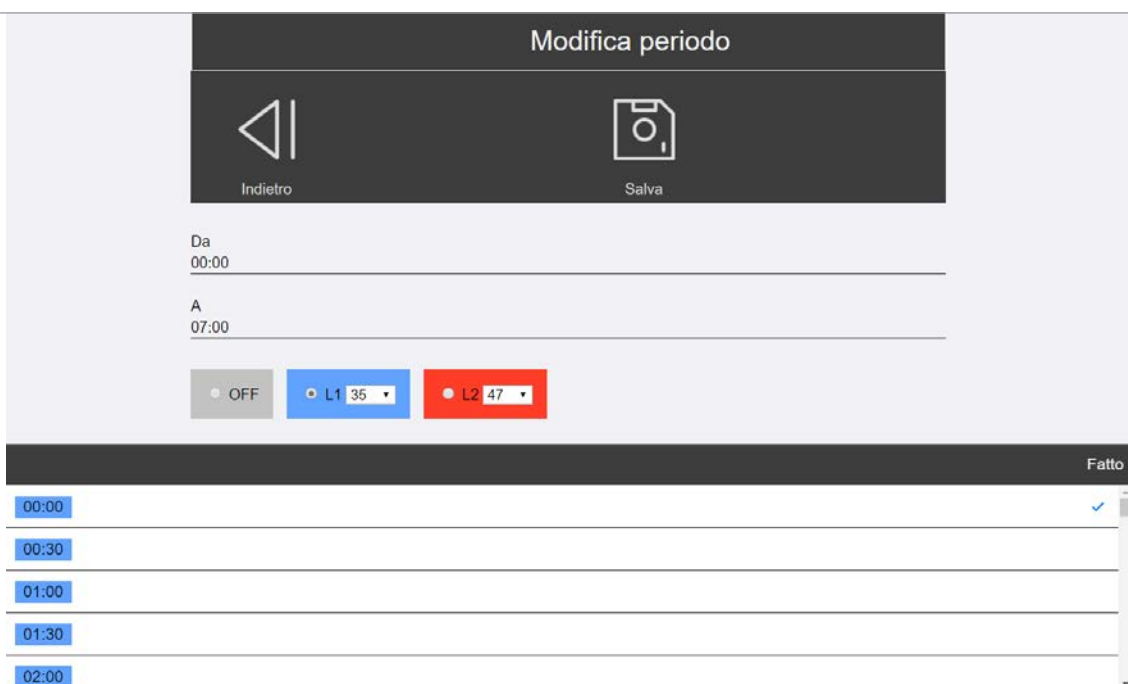 Modifica periodo
Indietro Salva
Da
00:00
A
07:00
OFF L1 35 L2 47
Fatto
00:00
00:30
01:00
01:30
02:00